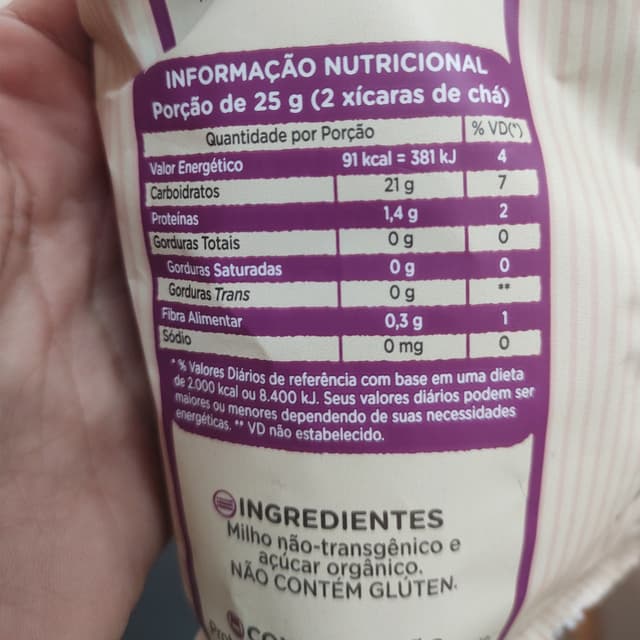 INFORMAÇÃO NUTRICIONAL
Porção de 25 g (2 xícaras de chá)
Quantidade por Porção % VD(*)
Valor Energético 91 kcal = 381 kJ 4
Carboidratos 21 g 7
Proteínas 1,4 g 2
Gorduras Totais 0 g 0
Gorduras Saturadas 0 g 0
Gorduras Trans 0 g **
Fibra Alimentar 0,3 g 1
Sódio 0 mg 0
* % Valores Diários de referência com base em uma dieta
de 2.000 kcal ou 8.400 kJ. Seus valores diários podem ser
maiores ou menores dependendo de suas necessidades
energéticas. ** VD não estabelecido.
INGREDIENTES
Milho não-transgênico e
açúcar orgânico.
NÃO CONTÉM GLÚTEN.